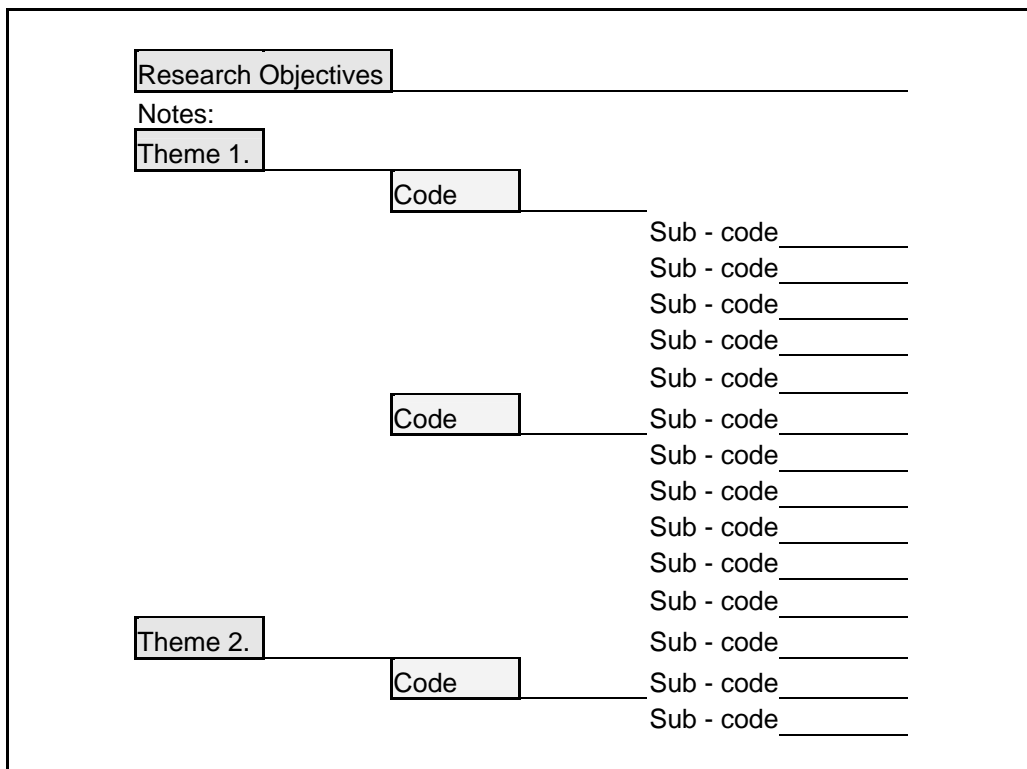 Research Objectives
Notes:
Theme 1.
Code
Sub - code
Sub - code
Sub - code
Sub - code
Sub - code
Code Sub - code
Sub - code
Sub - code
Sub - code
Sub - code
Sub - code
Theme 2. Sub - code
Code Sub - code
Sub - code